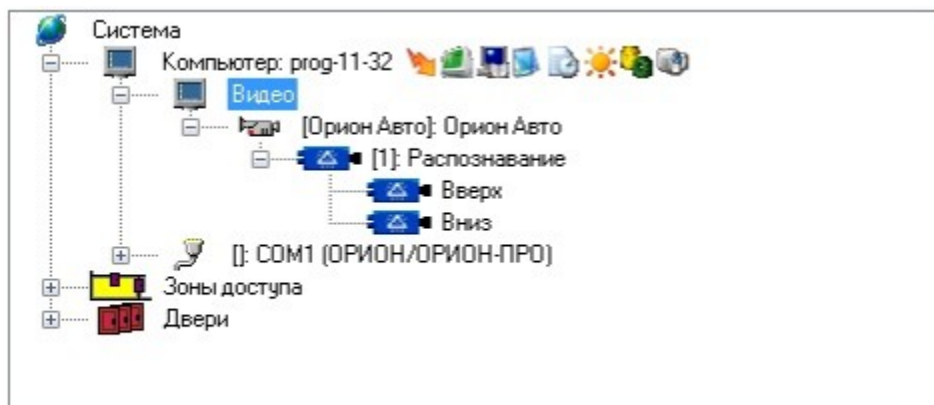 Система
Компьютер: prog-11-32
Видео
[Орион Авто]: Орион Авто
[1]: Распознавание
Вверх
Вниз
[]: COM1 (ОРИОН/ОРИОН-ПРО)
Зоны доступа
Двери